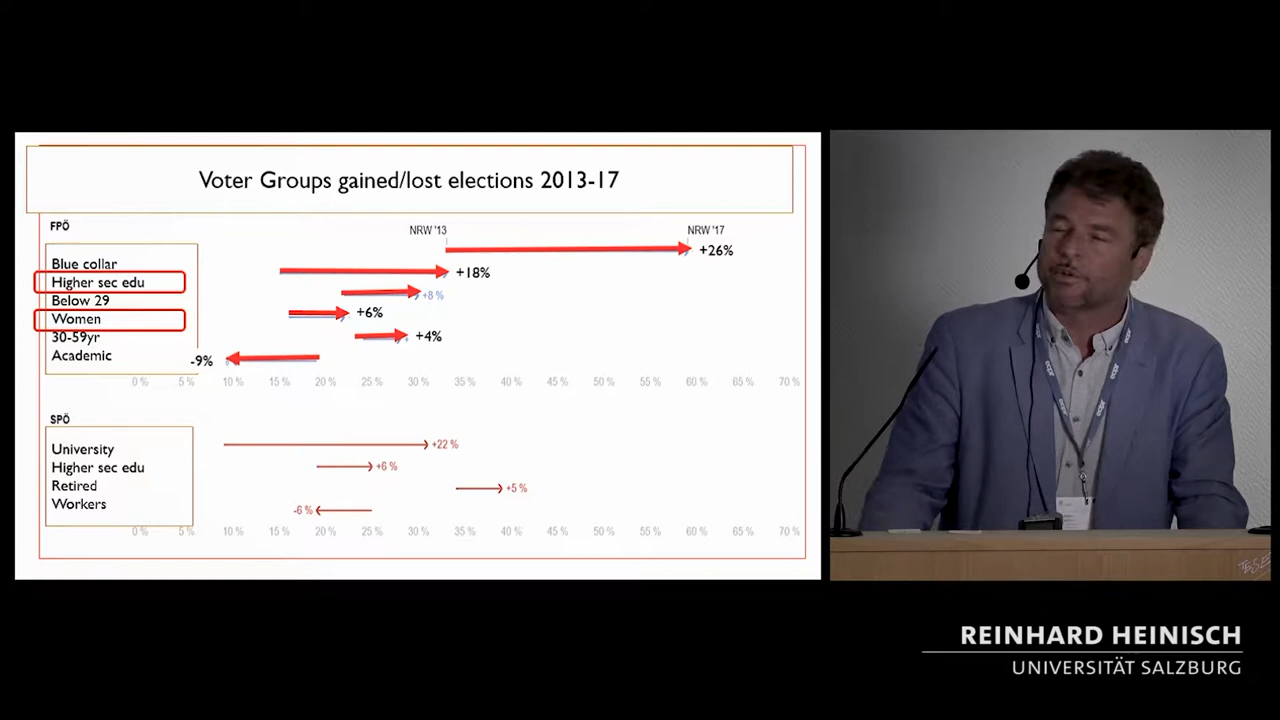 Voter Groups gained/lost elections 2013-17
FPÖ
NRW '13
NRW '17
Blue collar
+26%
Higher sec edu
+18%
Below 29
+8 %
Women
+6%
30-59yr
+4%
Academic
-9%
0 % 5 % 10 % 15 % 20 % 25 % 30 % 35 % 40 % 45 % 50 % 55 % 60 % 65 % 70 %
SPÖ
University
+22 %
Higher sec edu
+6 %
Retired
+5 %
Workers
-6 %
0 % 5 % 10 % 15 % 20 % 25 % 30 % 35 % 40 % 45 % 50 % 55 % 60 % 65 % 70 %
ecpr
ecpr
REINHARD HEINISCH
UNIVERSITÄT SALZBURG